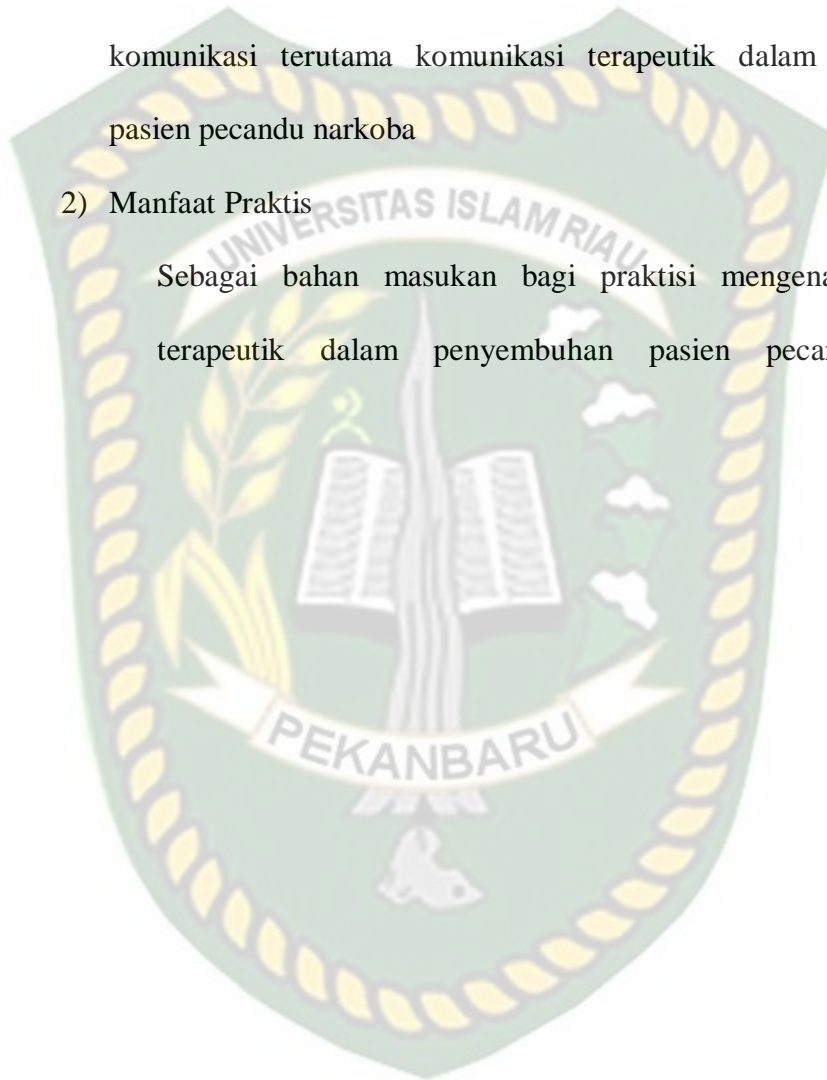 komunikasi terutama komunikasi terapeutik dalam
pasien pecandu narkoba
2) Manfaat Praktis
UNIVERSITAS ISLAM RIAU
Sebagai bahan masukan bagi praktisi
terapeutik dalam penyembuhan pasien
PEKANBARU